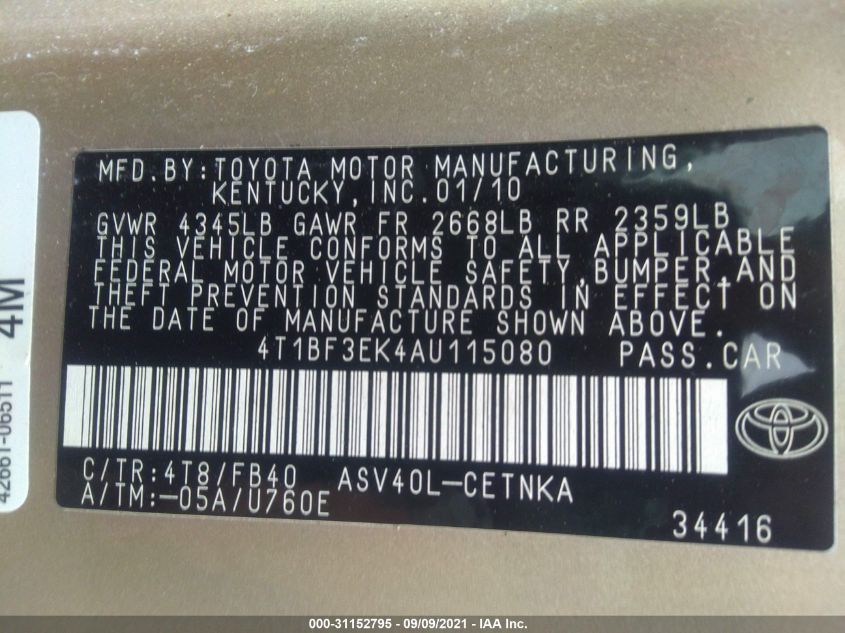 MFD.BY:TOYOTA MOTOR MANUFACTURING,
KENTUCKY,INC.01/10
GVWR 4345LB GAWR FR 2668LB RR 2359LB
THIS VEHICLE CONFORMS TO ALL APPLICABLE
FEDERAL MOTOR VEHICLE SAFETY,BUMPER,AND
THEFT PREVENTION STANDARDS IN EFFECT ON
THE DATE OF MANUFACTURE SHOWN ABOVE.
4T1BF3EK4AU115080 PASS.CAR
C/TR:4T8/FB40 ASV40L-CETNKA
A/TM:-05A/U760E
34416
4M
42661-06511
000-31152795 - 09/09/2021 - IAA Inc.